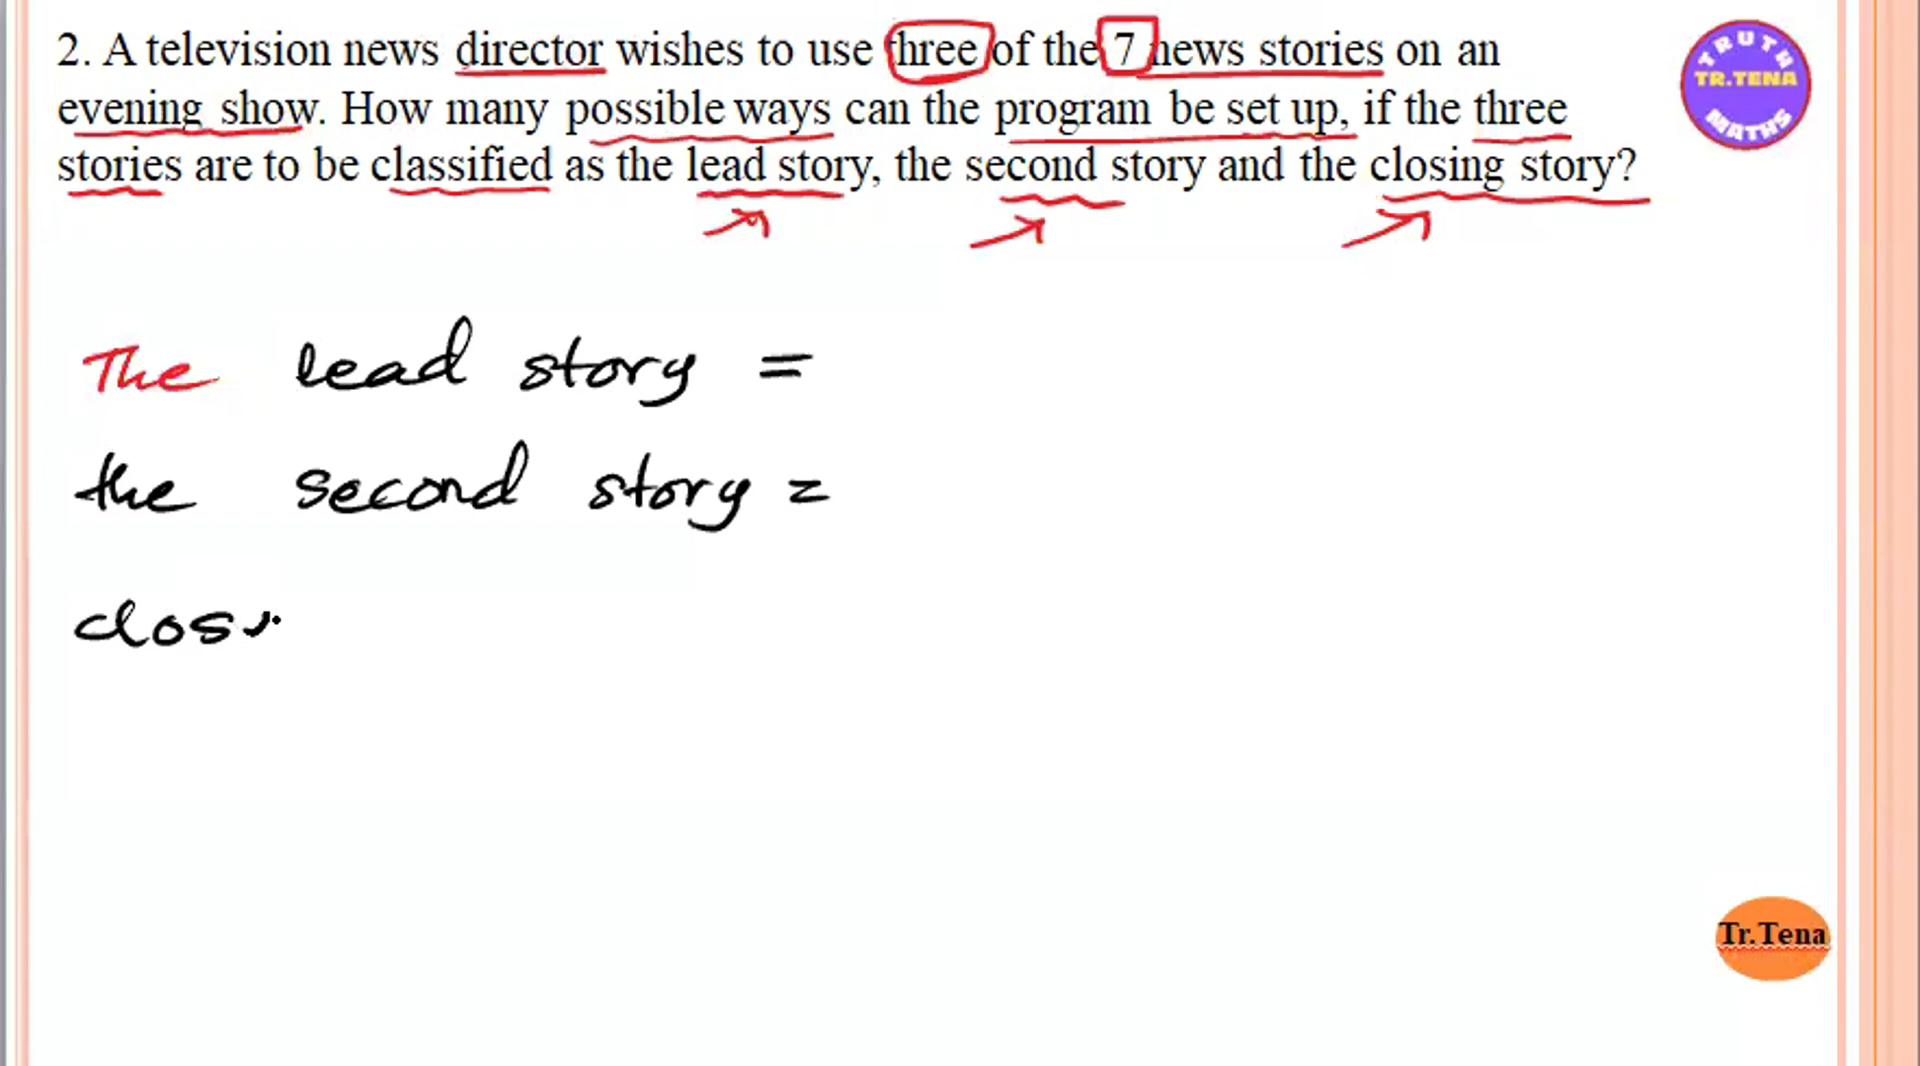 2. A television news director wishes to use three of the 7 news stories on an
evening show. How many possible ways can the program be set up, if the three
stories are to be classified as the lead story, the second story and the closing story?
TRUTH
TR.TENA
MATHS
The lead story =
the second story =
clos
Tr.Tena